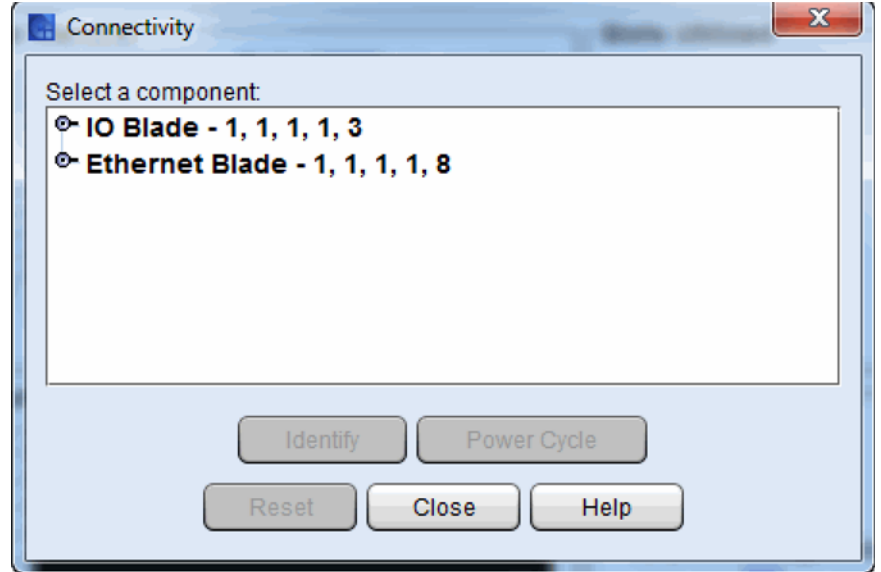 Connectivity
Select a component:
IO Blade - 1, 1, 1, 1, 3
Ethernet Blade - 1, 1, 1, 1, 8
Identify Power Cycle
Reset Close Help